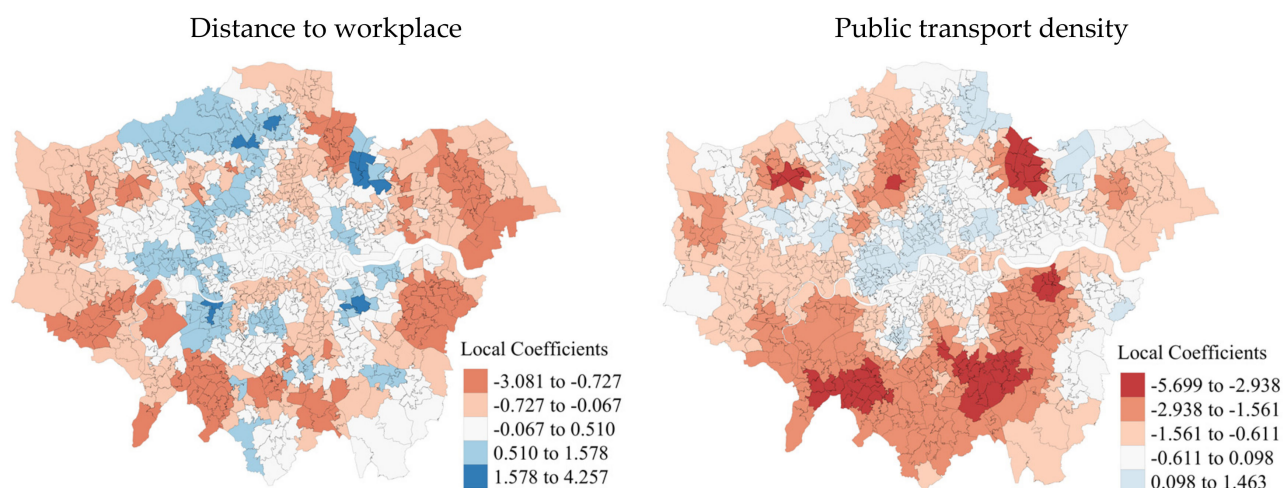 Distance to workplace
Public transport density
Local Coefficients
-3.081 to -0.727
-0.727 to -0.067
-0.067 to 0.510
0.510 to 1.578
1.578 to 4.257
Local Coefficients
-5.699 to -2.938
-2.938 to -1.561
-1.561 to -0.611
-0.611 to 0.098
0.098 to 1.463